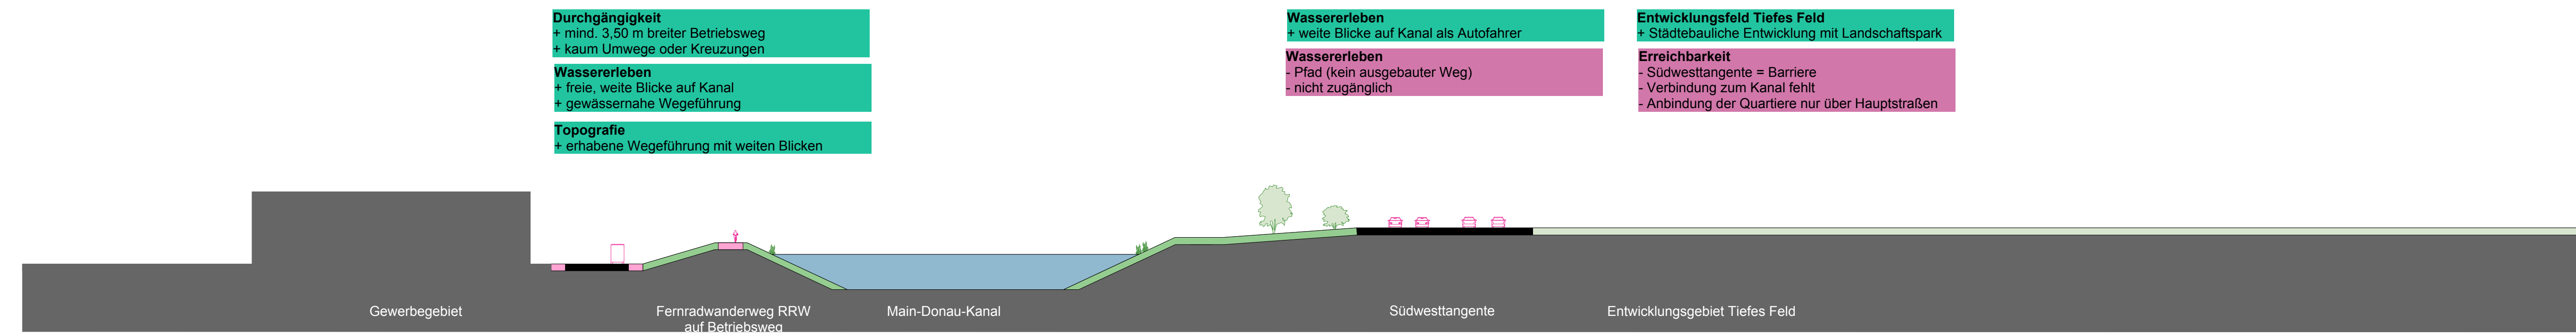 Durchgängigkeit
+ mind. 3,50 m breiter Betriebsweg
+ kaum Umwege oder Kreuzungen
Wassererleben
+ freie, weite Blicke auf Kanal
+ gewässernahe Wegeführung
Topografie
+ erhabene Wegeführung mit weiten Blicken
Wassererleben
+ weite Blicke auf Kanal als Autofahrer
Wassererleben
- Pfad (kein ausgebauter Weg)
- nicht zugänglich
Entwicklungsfeld Tiefes Feld
+ Städtebauliche Entwicklung mit Landschaftspark
Erreichbarkeit
- Südwesttangente = Barriere
- Verbindung zum Kanal fehlt
- Anbindung der Quartiere nur über Hauptstraßen
Gewerbegebiet
Fernradwanderweg RRW
auf Betriebsweg
Main-Donau-Kanal
Südwesttangente
Entwicklungsgebiet Tiefes Feld